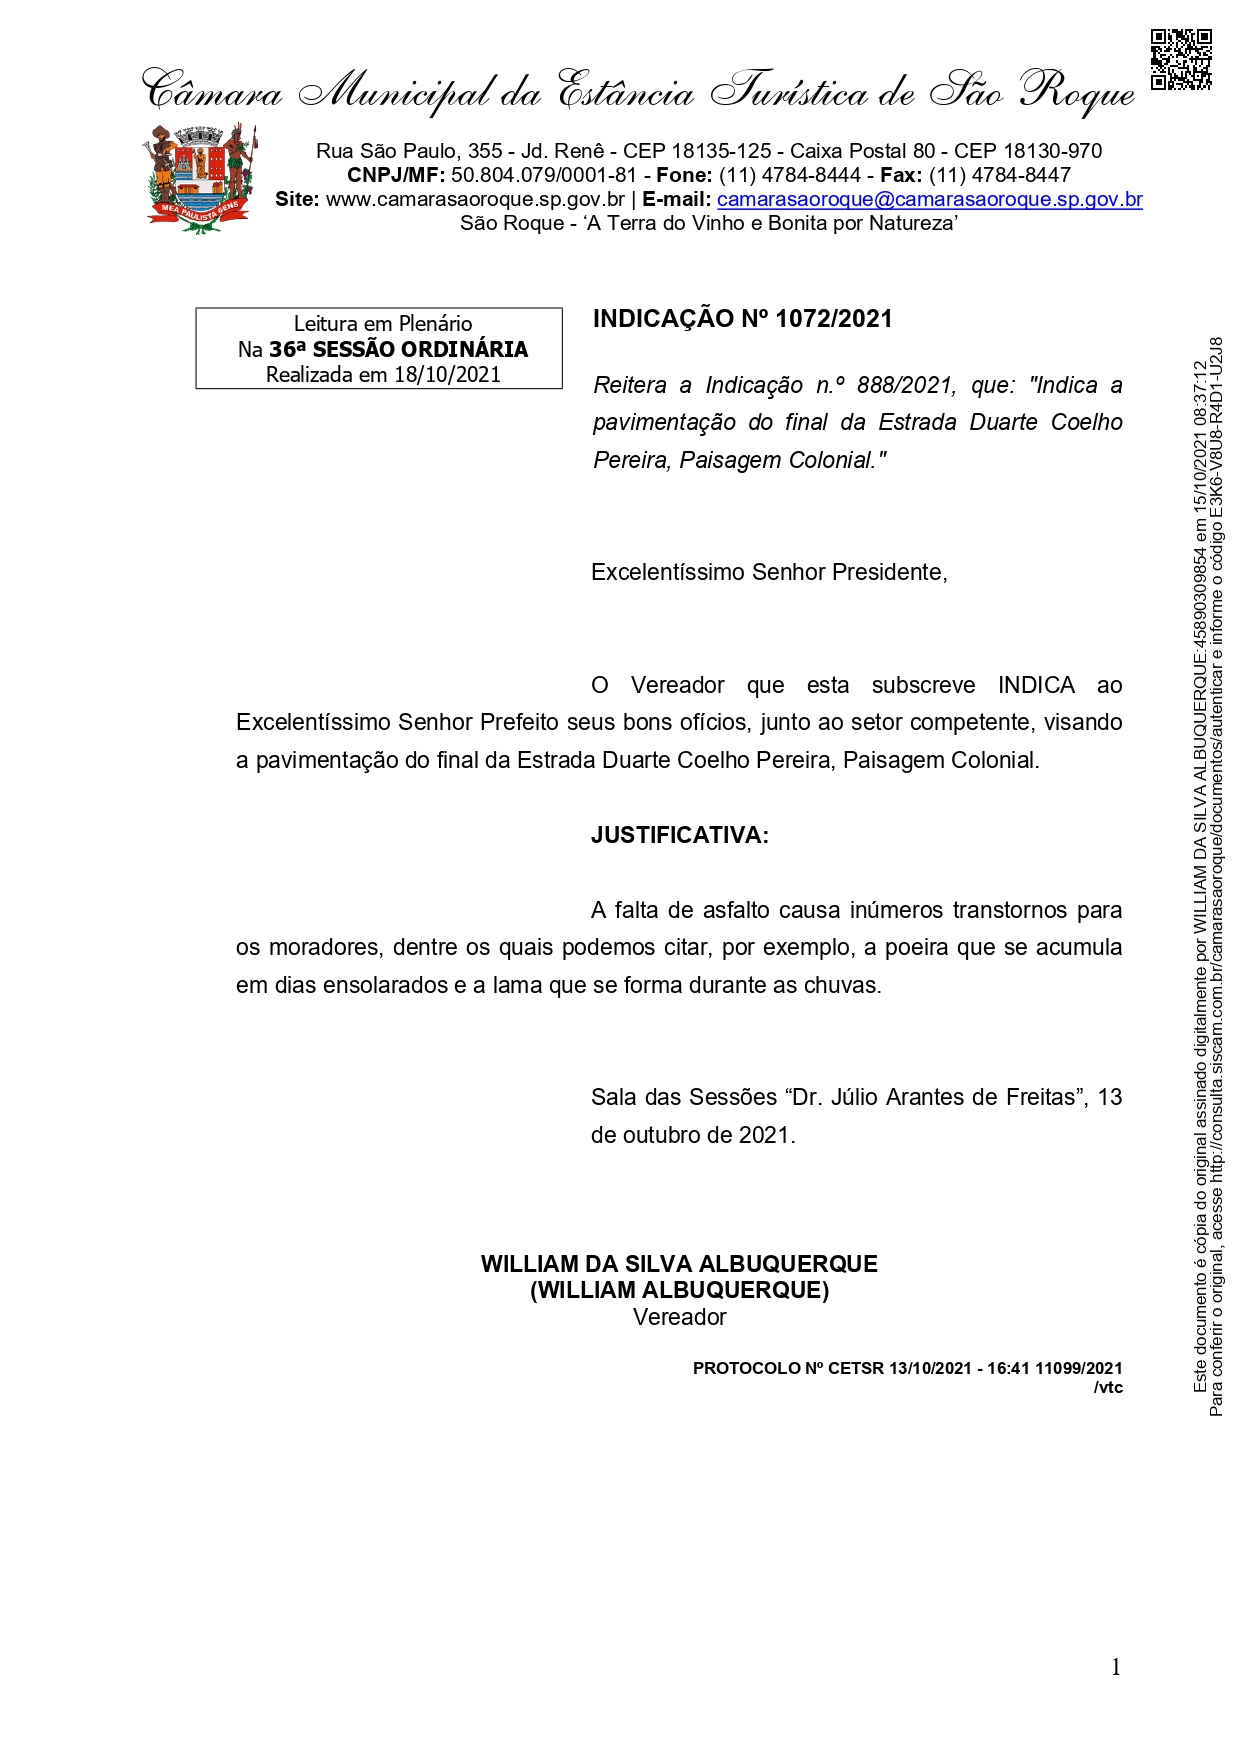 Câmara Municipal da Estância Turística de São Roque
Rua São Paulo, 355 - Jd. Renê - CEP 18135-125 - Caixa Postal 80 - CEP 18130-970
CNPJ/MF: 50.804.079/0001-81 - Fone: (11) 4784-8444 - Fax: (11) 4784-8447
Site: www.camarasaoroque.sp.gov.br | E-mail: camarasaoroque@camarasaoroque.sp.gov.br
São Roque - ‘A Terra do Vinho e Bonita por Natureza’
MEA PAULISTA GENS
Leitura em Plenário
Na 36ª SESSÃO ORDINÁRIA
Realizada em 18/10/2021
INDICAÇÃO Nº 1072/2021
Reitera a Indicação n.º 888/2021, que: "Indica a
pavimentação do final da Estrada Duarte Coelho
Pereira, Paisagem Colonial."
Excelentíssimo Senhor Presidente,
O Vereador que esta subscreve INDICA ao
Excelentíssimo Senhor Prefeito seus bons ofícios, junto ao setor competente, visando
a pavimentação do final da Estrada Duarte Coelho Pereira, Paisagem Colonial.
JUSTIFICATIVA:
A falta de asfalto causa inúmeros transtornos para
os moradores, dentre os quais podemos citar, por exemplo, a poeira que se acumula
em dias ensolarados e a lama que se forma durante as chuvas.
Sala das Sessões “Dr. Júlio Arantes de Freitas”, 13
de outubro de 2021.
WILLIAM DA SILVA ALBUQUERQUE
(WILLIAM ALBUQUERQUE)
Vereador
PROTOCOLO Nº CETSR 13/10/2021 - 16:41 11099/2021
/vtc
1
Este documento é cópia do original assinado digitalmente por WILLIAM DA SILVA ALBUQUERQUE:45890309854 em 15/10/2021 08:37:12
Para conferir o original, acesse http://consulta.siscam.com.br/camarasaoroque/documentos/autenticar e informe o código E3K6-V8U8-R4D1-U2J8